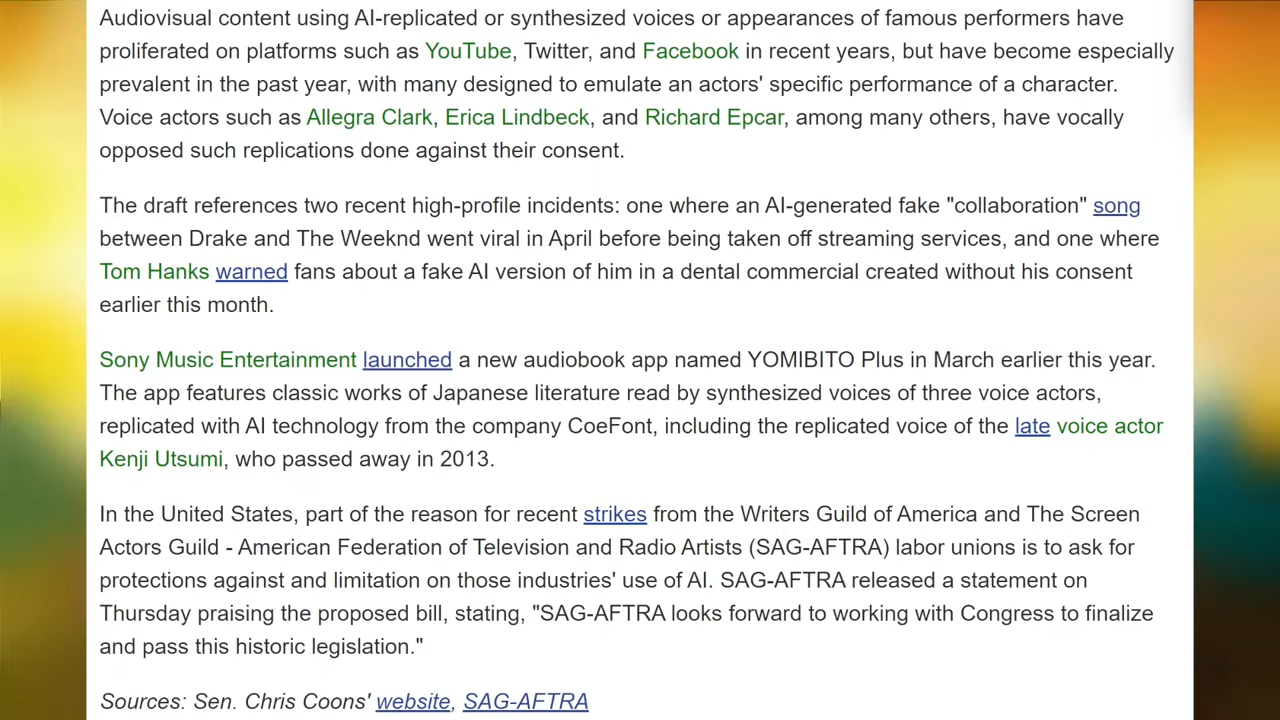 Audiovisual content using AI-replicated or synthesized voices or appearances of famous performers have
proliferated on platforms such as YouTube, Twitter, and Facebook in recent years, but have become especially
prevalent in the past year, with many designed to emulate an actors' specific performance of a character.
Voice actors such as Allegra Clark, Erica Lindbeck, and Richard Epcar, among many others, have vocally
opposed such replications done against their consent.
The draft references two recent high-profile incidents: one where an AI-generated fake "collaboration" song
between Drake and The Weeknd went viral in April before being taken off streaming services, and one where
Tom Hanks warned fans about a fake AI version of him in a dental commercial created without his consent
earlier this month.
Sony Music Entertainment launched a new audiobook app named YOMIBITO Plus in March earlier this year.
The app features classic works of Japanese literature read by synthesized voices of three voice actors,
replicated with AI technology from the company CoeFont, including the replicated voice of the late voice actor
Kenji Utsumi, who passed away in 2013.
In the United States, part of the reason for recent strikes from the Writers Guild of America and The Screen
Actors Guild - American Federation of Television and Radio Artists (SAG-AFTRA) labor unions is to ask for
protections against and limitation on those industries' use of AI. SAG-AFTRA released a statement on
Thursday praising the proposed bill, stating, "SAG-AFTRA looks forward to working with Congress to finalize
and pass this historic legislation."
Sources: Sen. Chris Coons' website, SAG-AFTRA